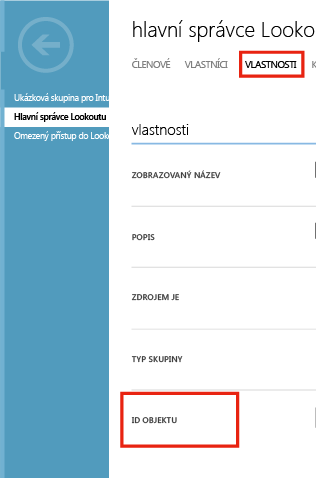 hlavní správce Looko
ČLENOVÉ VLASTNÍCI VLASTNOSTI K
Ukázková skupina pro Intu
Hlavní správce Lookoutu
Omezený přístup do Looko
vlastnosti
ZOBRAZOVANÝ NÁZEV
POPIS
ZDROJEM JE
TYP SKUPINY
ID OBJEKTU